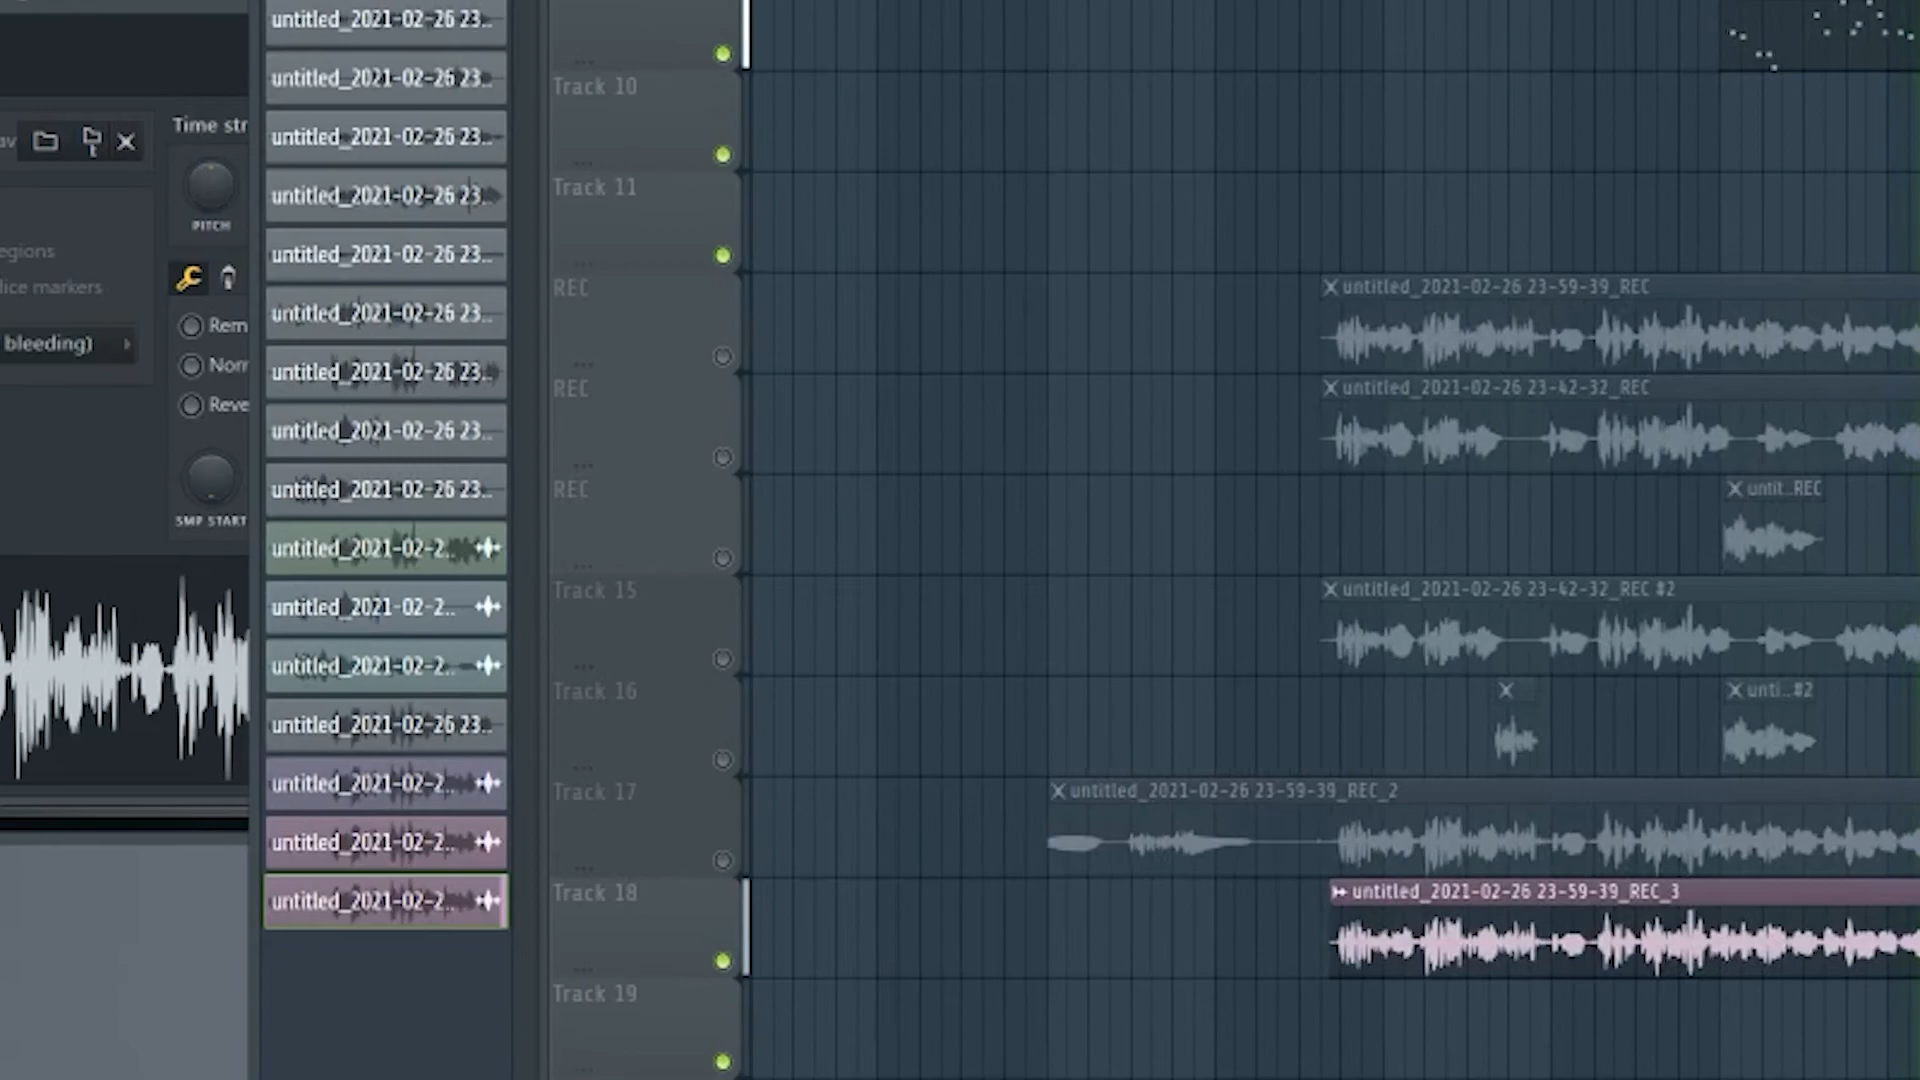 av
Time str
PITCH
egions
lice markers
bleeding)
Rem
Norr
Reve
SMP START
untitled_2021-02-26 23..
untitled_2021-02-26 23..
untitled_2021-02-26 23..
untitled_2021-02-26 23..
untitled_2021-02-26 23..
untitled_2021-02-26 23..
untitled_2021-02-26 23..
untitled_2021-02-26 23..
untitled_2021-02-26 23..
untitled_2021-02-2..
untitled_2021-02-2..
untitled_2021-02-2..
untitled_2021-02-26 23..
untitled_2021-02-2..
untitled_2021-02-2..
untitled_2021-02-2..
Track 10
Track 11
REC
untitled_2021-02-26 23-59-39_REC
REC
untitled_2021-02-26 23-42-32_REC
REC
untit..REC
Track 15
untitled_2021-02-26 23-42-32_REC #2
Track 16
unti..#2
Track 17
untitled_2021-02-26 23-59-39_REC_2
Track 18
untitled_2021-02-26 23-59-39_REC_3
Track 19